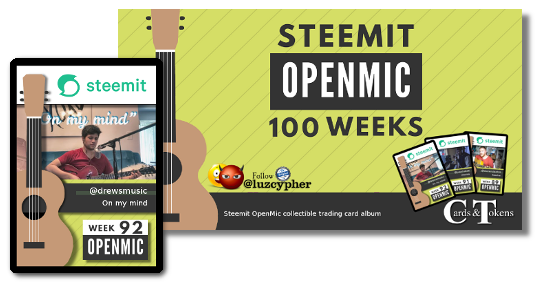 STEEMIT
OPENMIC
100 WEEKS
Follow
@luzcypher
Steemit OpenMic collectible trading card album
Cards & Tokens
steemit
On my mind"
@drewsmusic
On my mind
WEEK 92
OPENMIC